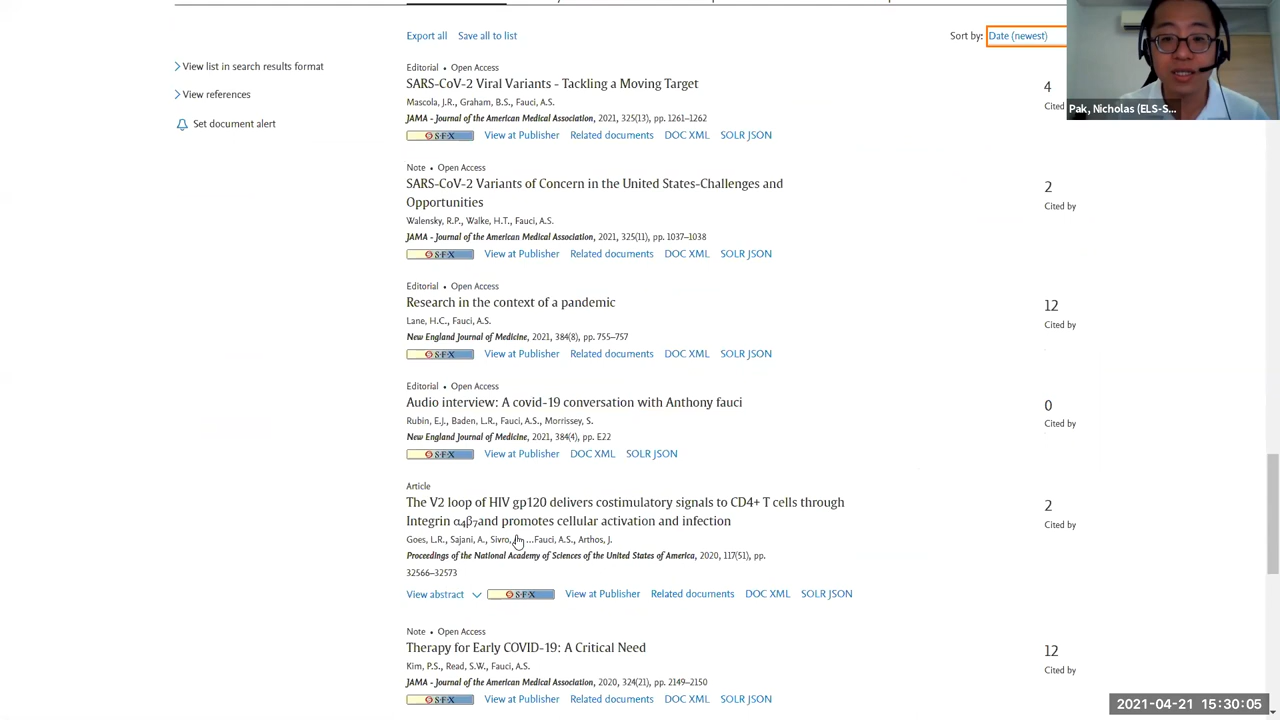 Export all Save all to list
Sort by: Date (newest)
View list in search results format
View references
Set document alert
Pak, Nicholas (ELS-S...
Editorial • Open Access
SARS-CoV-2 Viral Variants - Tackling a Moving Target
Mascola, J.R., Graham, B.S., Fauci, A.S.
JAMA - Journal of the American Medical Association, 2021, 325(13), pp. 1261–1262
4
Cited
S·F·X View at Publisher Related documents DOC XML SOLR JSON
Note • Open Access
SARS-CoV-2 Variants of Concern in the United States-Challenges and
Opportunities
Walensky, R.P., Walke, H.T., Fauci, A.S.
JAMA - Journal of the American Medical Association, 2021, 325(11), pp. 1037–1038
2
Cited by
S·F·X View at Publisher Related documents DOC XML SOLR JSON
Editorial • Open Access
Research in the context of a pandemic
Lane, H.C., Fauci, A.S.
New England Journal of Medicine, 2021, 384(8), pp. 755–757
12
Cited by
S·F·X View at Publisher Related documents DOC XML SOLR JSON
Editorial • Open Access
Audio interview: A covid-19 conversation with Anthony fauci
Rubin, E.J., Baden, L.R., Fauci, A.S., Morrissey, S.
New England Journal of Medicine, 2021, 384(4), pp. E22
0
Cited by
S·F·X View at Publisher DOC XML SOLR JSON
Article
The V2 loop of HIV gp120 delivers costimulatory signals to CD4+ T cells through
Integrin α4β7and promotes cellular activation and infection
Goes, L.R., Sajani, A., Sivro, ...Fauci, A.S., Arthos, J.
Proceedings of the National Academy of Sciences of the United States of America, 2020, 117(51), pp.
32566–32573
2
Cited by
View abstract S·F·X View at Publisher Related documents DOC XML SOLR JSON
Note • Open Access
Therapy for Early COVID-19: A Critical Need
Kim, P.S., Read, S.W., Fauci, A.S.
JAMA - Journal of the American Medical Association, 2020, 324(21), pp. 2149–2150
12
Cited by
S·F·X View at Publisher Related documents DOC XML SOLR JSON
2021-04-21 15:30:05